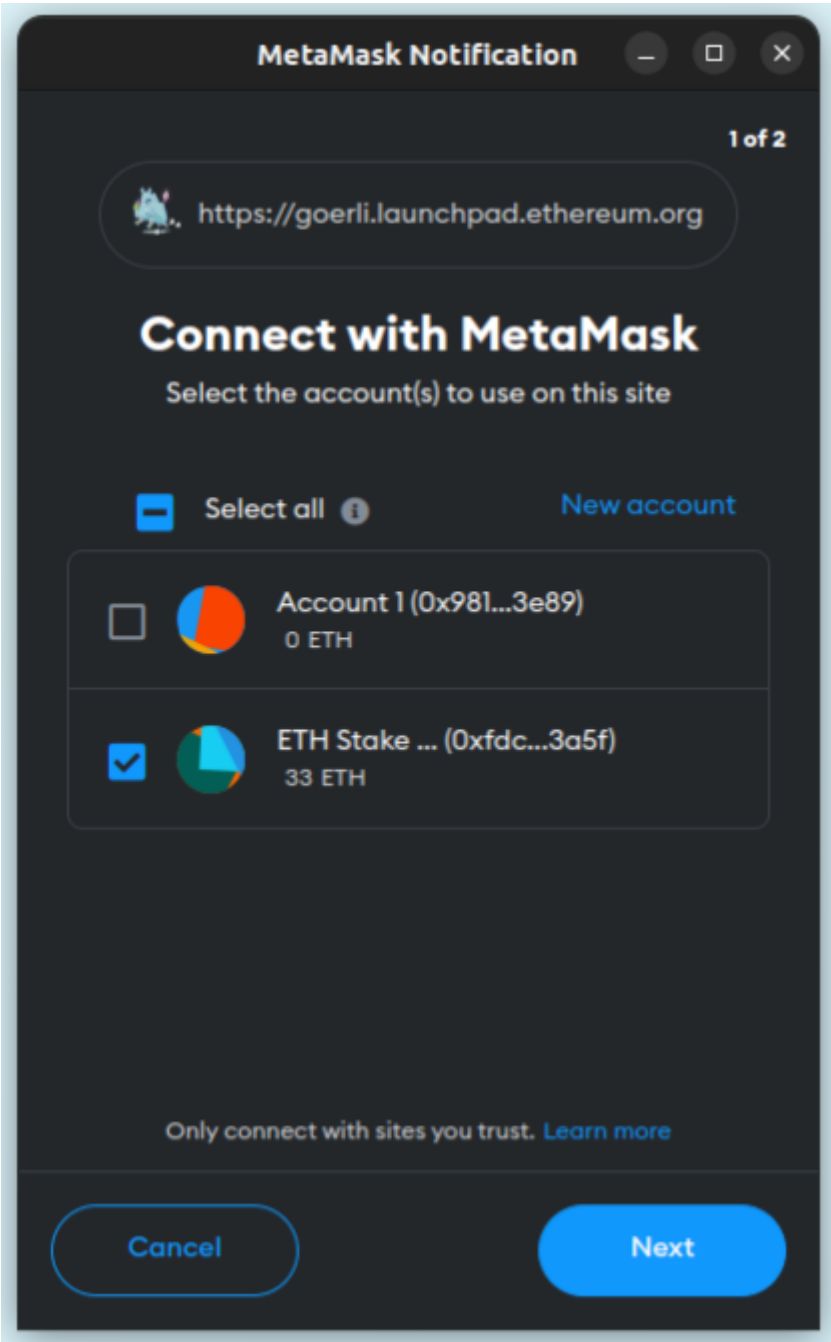 MetaMask Notification
1 of 2
https://goerli.launchpad.ethereum.org
Connect with MetaMask
Select the account(s) to use on this site
Select all
New account
Account 1 (0x981...3e89)
0 ETH
ETH Stake ... (0xfdc...3a5f)
33 ETH
Only connect with sites you trust. Learn more
Cancel
Next